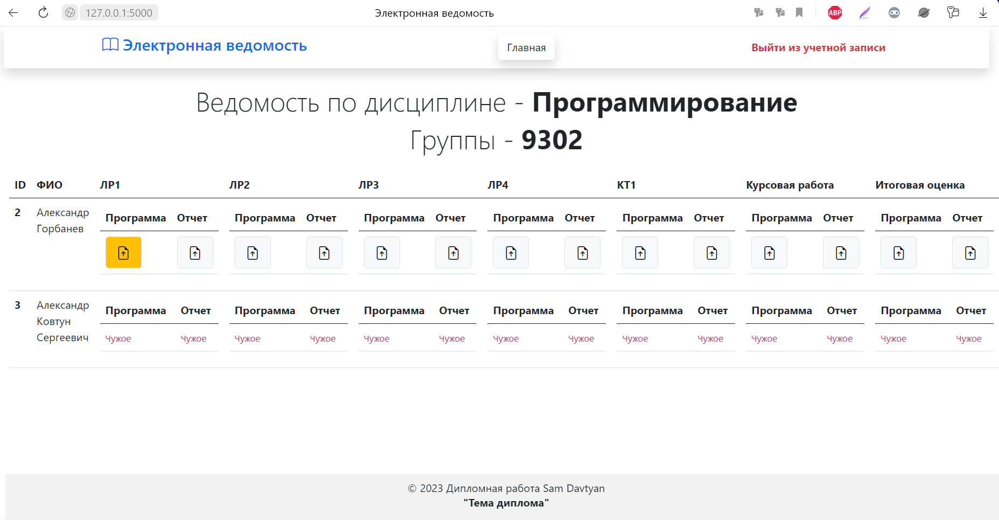 127.0.0.1:5000 Электронная ведомость ABP
Электронная ведомость Главная Выйти из учетной записи
Ведомость по дисциплине - Программирование
Группы - 9302
ID ФИО ЛР1 ЛР2 ЛР3 ЛР4 КТ1 Курсовая работа Итоговая оценка
2 Александр Горбанев
Программа Отчет Программа Отчет Программа Отчет Программа Отчет Программа Отчет Программа Отчет Программа Отчет
3 Александр Ковтун Сергеевич
Программа Отчет Программа Отчет Программа Отчет Программа Отчет Программа Отчет Программа Отчет Программа Отчет
Чужое Чужое Чужое Чужое Чужое Чужое Чужое Чужое Чужое Чужое Чужое Чужое Чужое Чужое
© 2023 Дипломная работа Sam Davtyan
"Тема диплома"